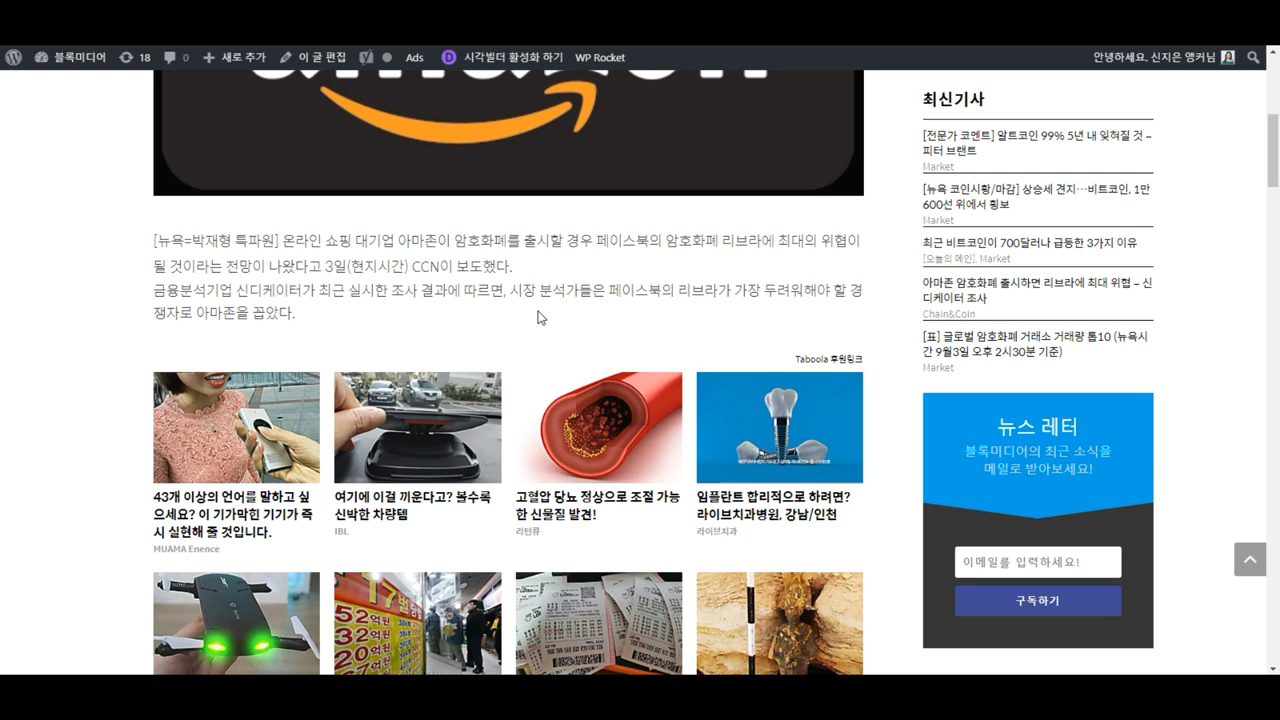 블록미디어 18 0 새로 추가 이 글 편집 Ads 시각빌더 활성화 하기 WP Rocket 안녕하세요, 신지은 앵커님
[뉴욕=박재형 특파원] 온라인 쇼핑 대기업 아마존이 암호화폐를 출시할 경우 페이스북의 암호화폐 리브라에 최대의 위협이
될 것이라는 전망이 나왔다고 3일(현지시간) CCN이 보도했다.
금융분석기업 신디케이터가 최근 실시한 조사 결과에 따르면, 시장 분석가들은 페이스북의 리브라가 가장 두려워해야 할 경
쟁자로 아마존을 꼽았다.
Taboola 후원링크
43개 이상의 언어를 말하고 싶
으세요? 이 기가막힌 기기가 즉
시 실현해 줄 것입니다.
MUAMA Enence
여기에 이걸 끼운다고? 볼수록
신박한 차량템
IBL
고혈압 당뇨 정상으로 조절 가능
한 신물질 발견!
리턴큐
임플란트 합리적으로 하려면?
라이브치과병원, 강남/인천
라이브치과
17
52억원
32억원
20억
최신기사
[전문가 코멘트] 알트코인 99% 5년 내 잊혀질 것 –
피터 브랜트
Market
[뉴욕 코인시황/마감] 상승세 견지…비트코인, 1만
600선 위에서 횡보
Market
최근 비트코인이 700달러나 급등한 3가지 이유
[오늘의 메인], Market
아마존 암호화폐 출시하면 리브라에 최대 위협 – 신
디케이터 조사
Chain&Coin
[표] 글로벌 암호화폐 거래소 거래량 톱10 (뉴욕시
간 9월3일 오후 2시30분 기준)
Market
뉴스 레터
블록미디어의 최근 소식을
메일로 받아보세요!
이메일를 입력하세요!
구독하기